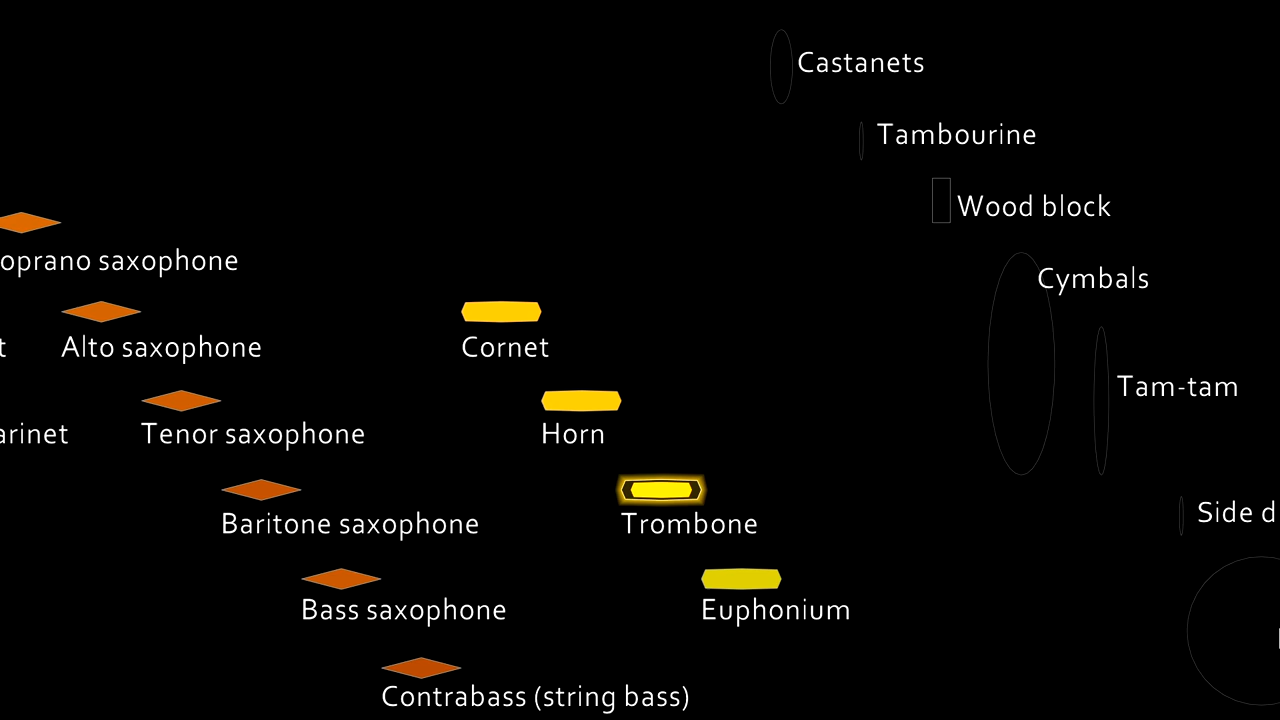 Castanets
Tambourine
Wood block
oprano saxophone
Cymbals
t
Alto saxophone
Cornet
Tam-tam
arinet
Tenor saxophone
Horn
Baritone saxophone
Trombone
Side d
Bass saxophone
Euphonium
Contrabass (string bass)